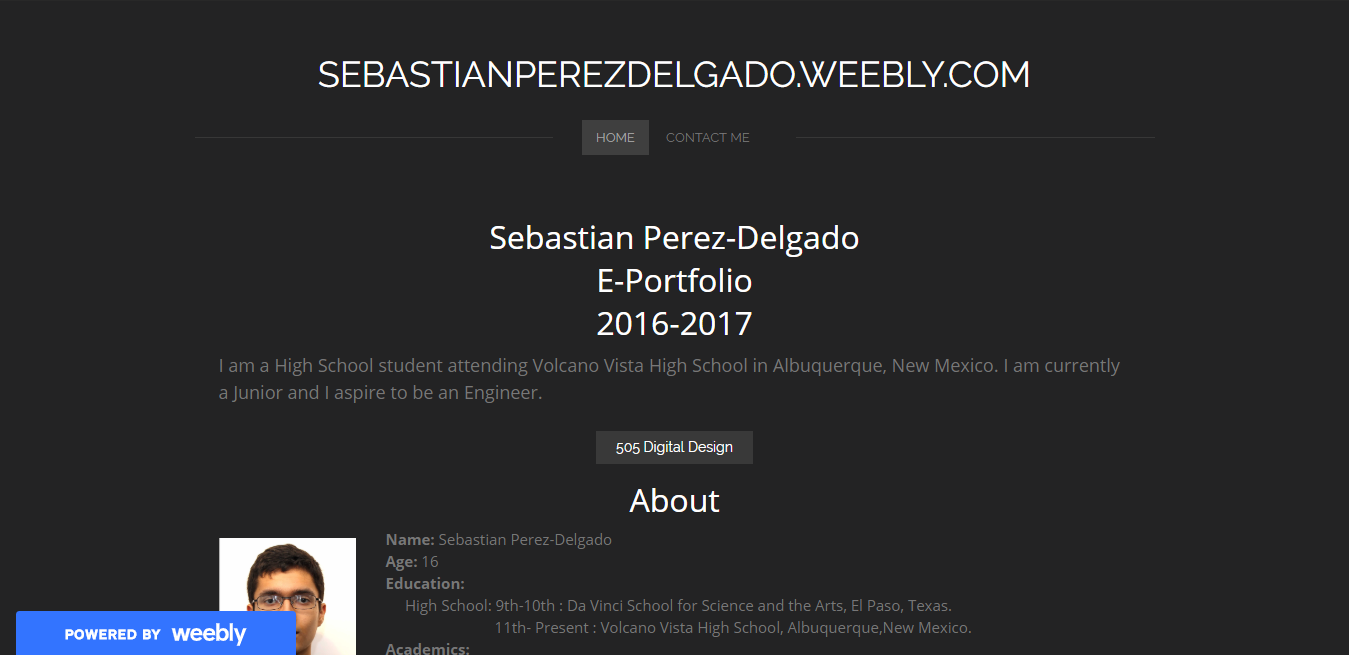 SEBASTIANPEREZDELGADO.WEEBLY.COM
HOME CONTACT ME
Sebastian Perez-Delgado
E-Portfolio
2016-2017
I am a High School student attending Volcano Vista High School in Albuquerque, New Mexico. I am currently
a Junior and I aspire to be an Engineer.
505 Digital Design
About
Name: Sebastian Perez-Delgado
Age: 16
Education:
High School: 9th-10th : Da Vinci School for Science and the Arts, El Paso, Texas.
11th- Present : Volcano Vista High School, Albuquerque,New Mexico.
Academics:
POWERED BY weebly